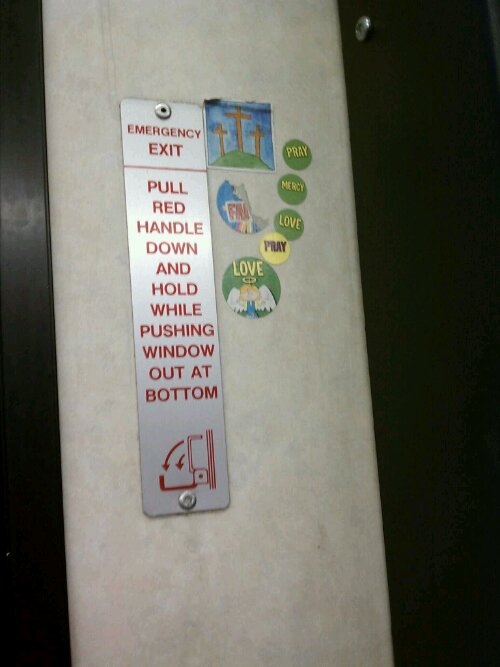 EMERGENCY
EXIT
PULL
RED
HANDLE
DOWN
AND
HOLD
WHILE
PUSHING
WINDOW
OUT AT
BOTTOM
PRAY
MERCY
LOVE
PRAY
LOVE